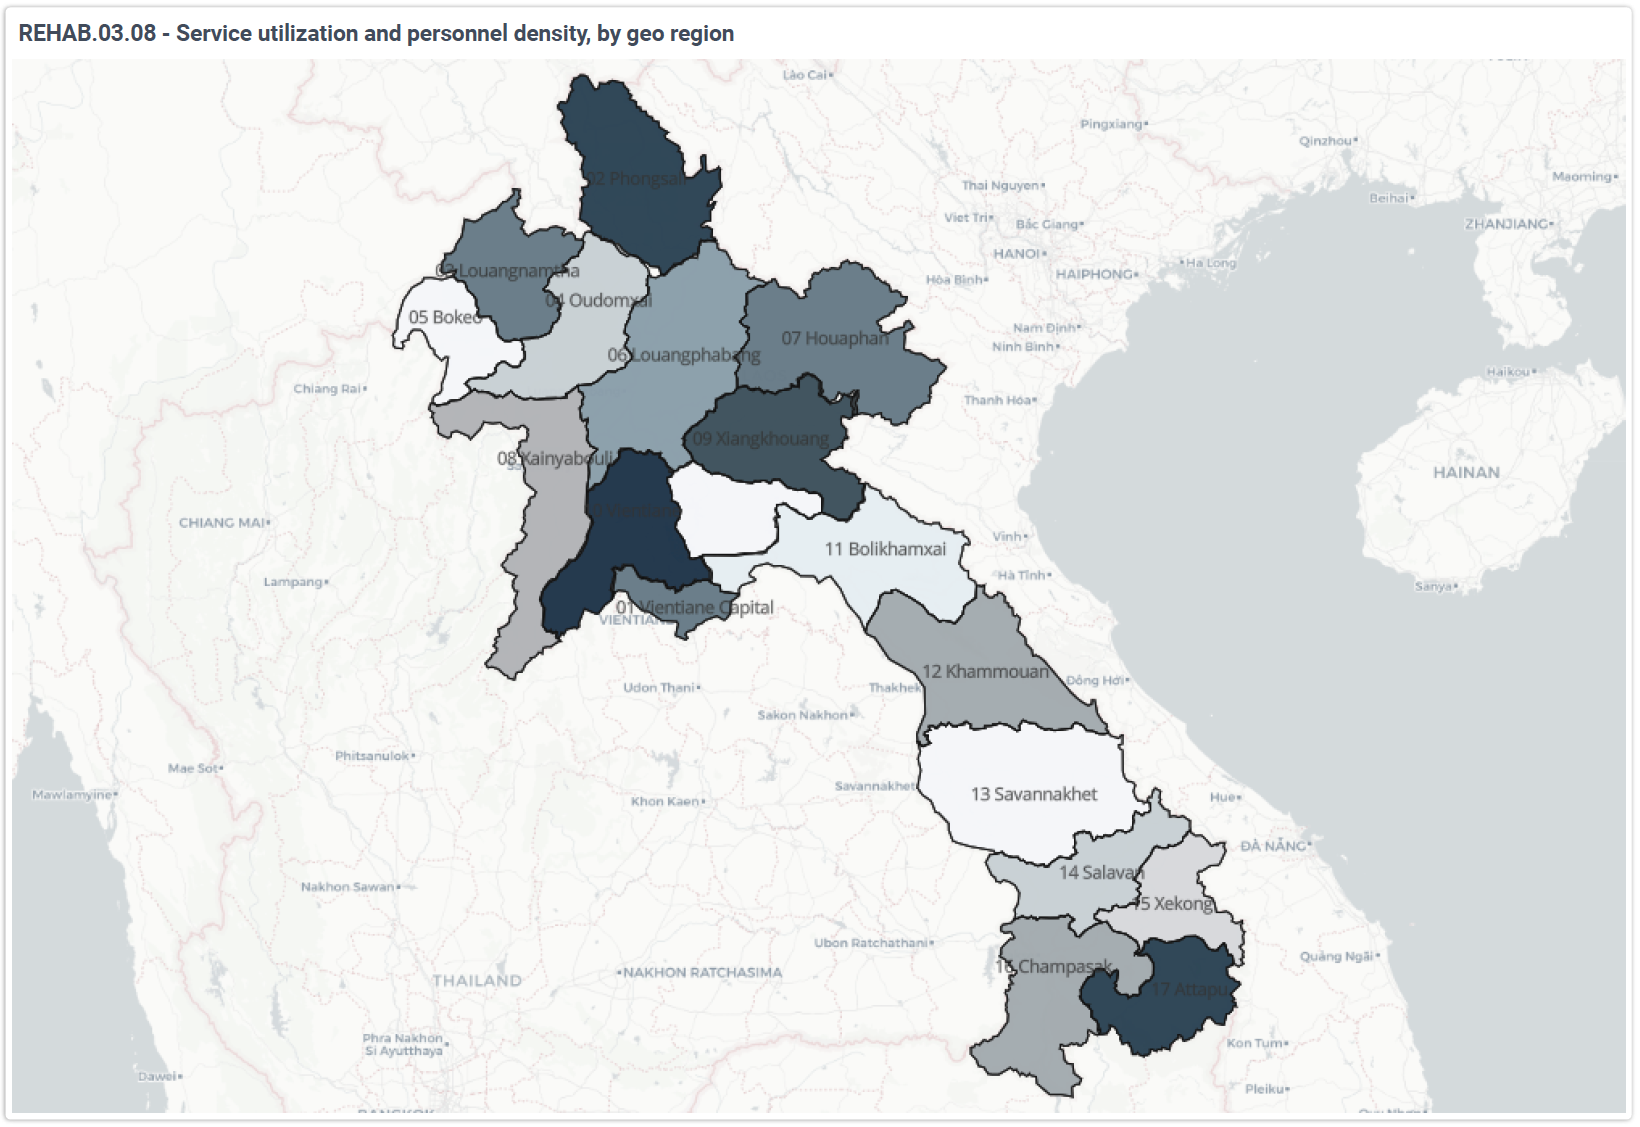 REHAB.03.08 - Service utilization and personnel density, by geo region
Lào Cai
Pingxiang
Qinzhou
Maoming
Beihai
ZHANJIANG
02 Phongsali
Thai Nguyen
Viet Tri
Bắc Giang
HANOI
Ha Long
HAIPHONG
Hòa Bình
03 Louangnamtha
04 Oudomxai
05 Bokeo
Nam Định
Ninh Bình
07 Houaphan
06 Louangphabang
Haikou
Chiang Rai
Thanh Hóa
09 Xiangkhouang
08 Xainyabouli
HAINAN
CHIANG MAI
Vientiane
Vinh
11 Bolikhamxai
Hà Tĩnh
Lampang
Sanya
01 Vientiane Capital
VIENTIAN
12 Khammouan
Đồng Hới
Udon Thani
Thakhek
Sakon Nakhon
Phitsanulok
Mae Sot
Savannakhet
13 Savannakhet
Mawlamyine
Khon Kaen
Hue
ĐÀ NẴNG
14 Salavan
Nakhon Sawan
15 Xekong
Ubon Ratchathani
Quảng Ngãi
16 Champasak
THAILAND
NAKHON RATCHASIMA
17 Attapu
Phra Nakhon
Si Ayutthaya
Kon Tum
Dawei
Pleiku
BANGKOK